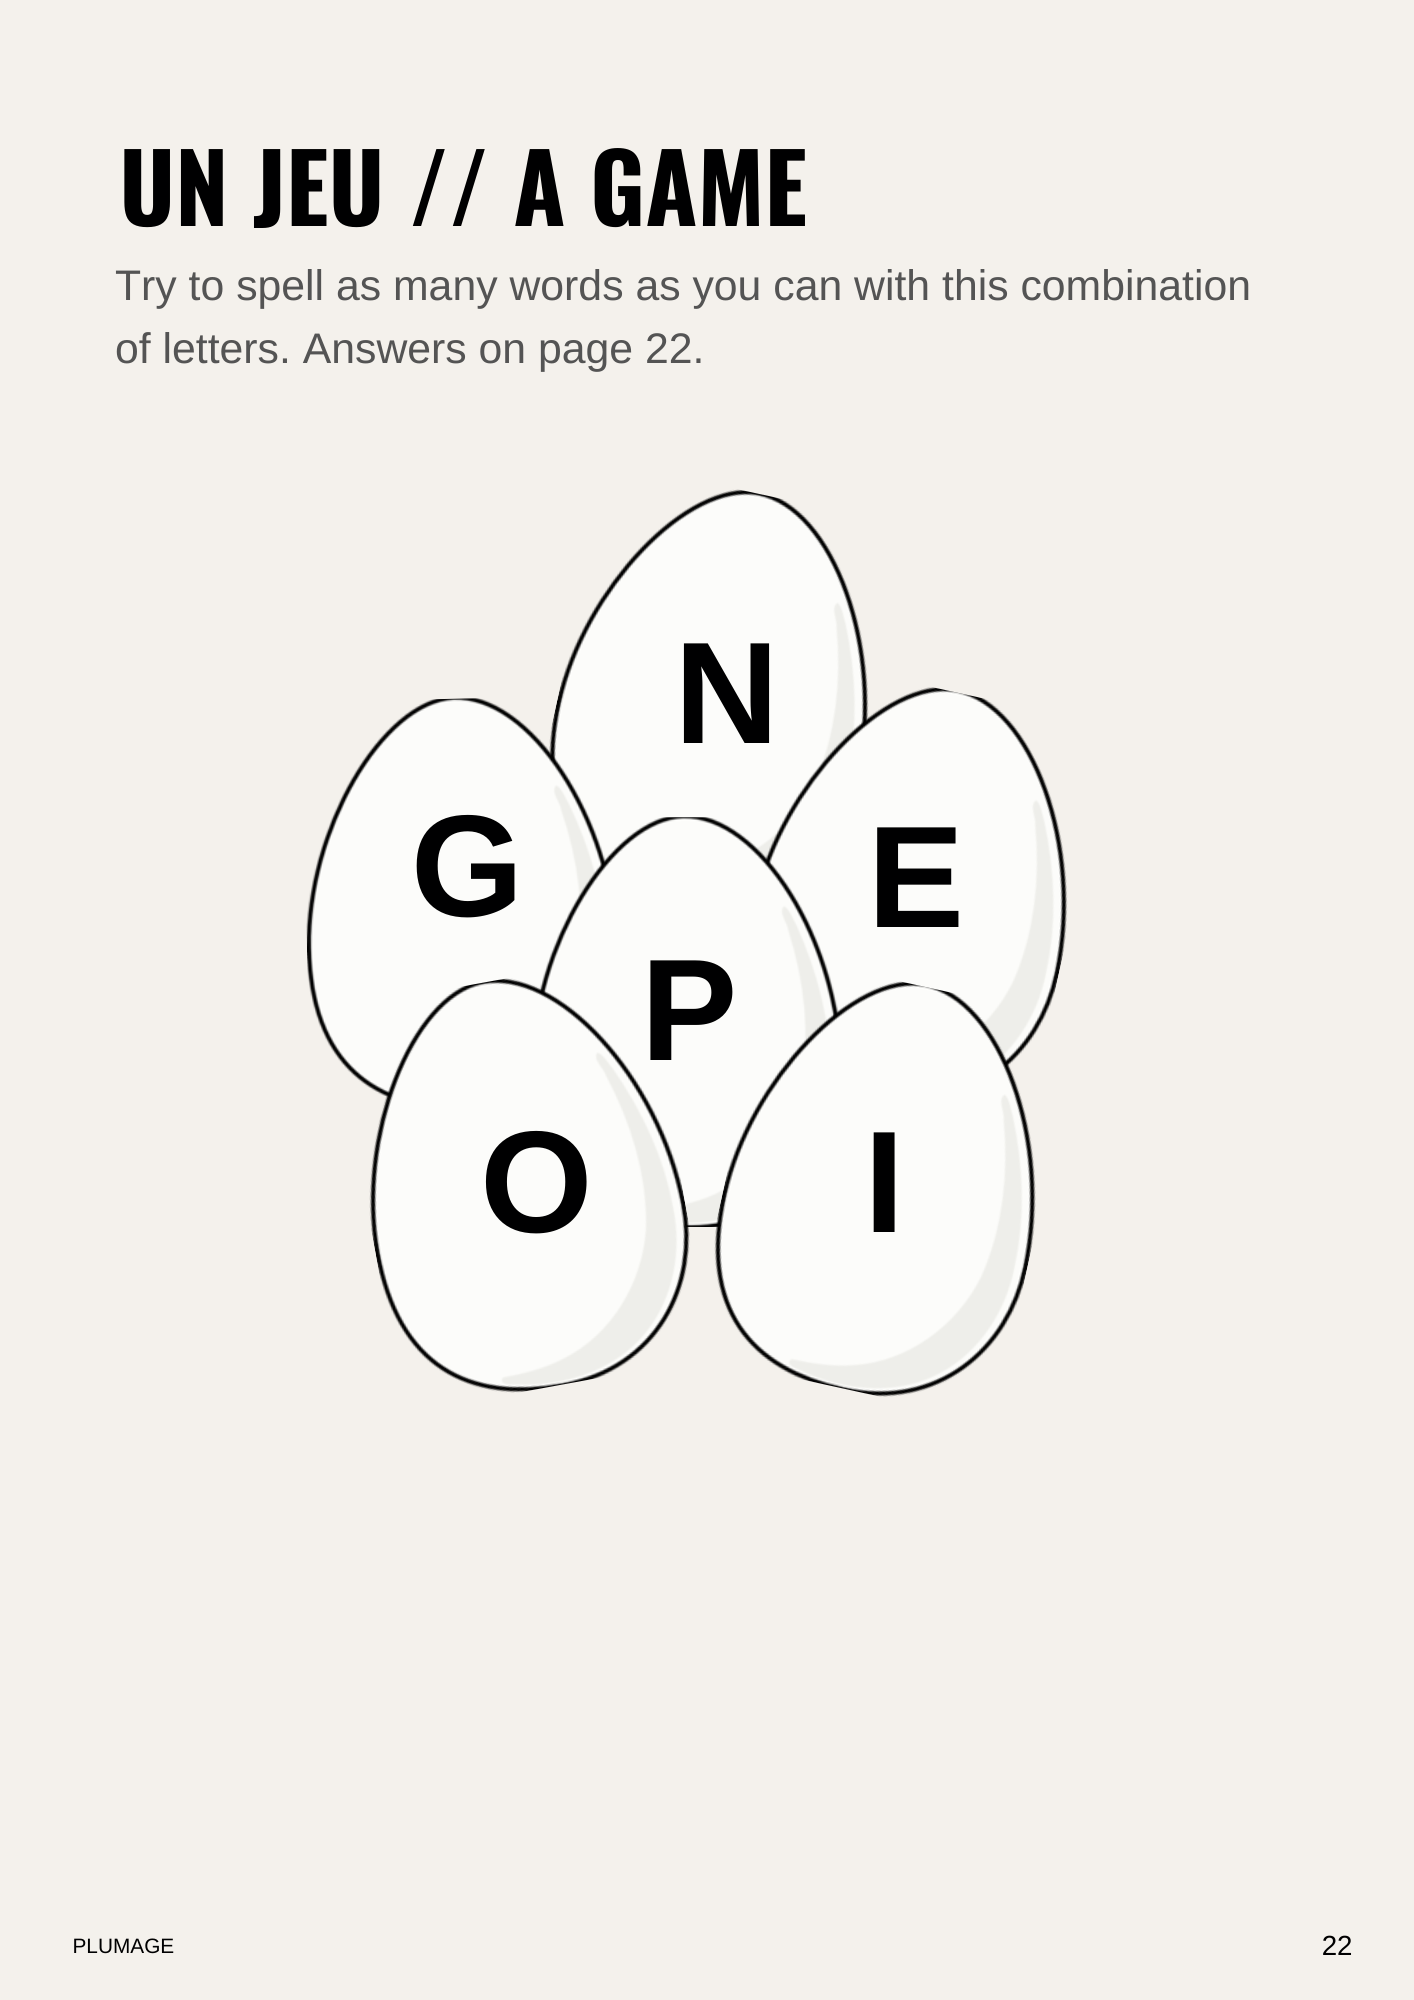 UN JEU // A GAME
Try to spell as many words as you can with this combination
of letters. Answers on page 22.
N
G
E
P
O
I
PLUMAGE
22